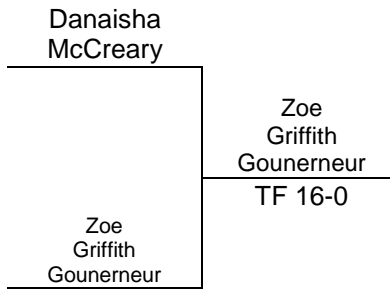 Danaisha
McCreary
Zoe
Griffith
Gounerneur
TF 16-0
Zoe
Griffith
Gounerneur